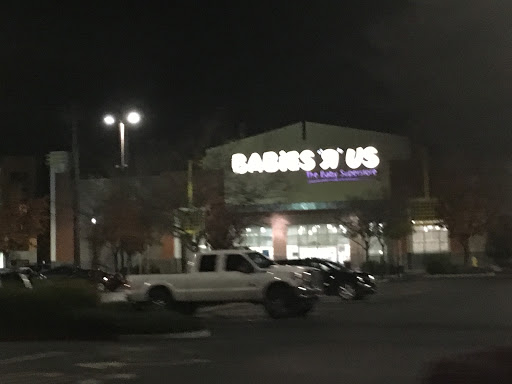 BABIES "R" US
The Baby Superstore